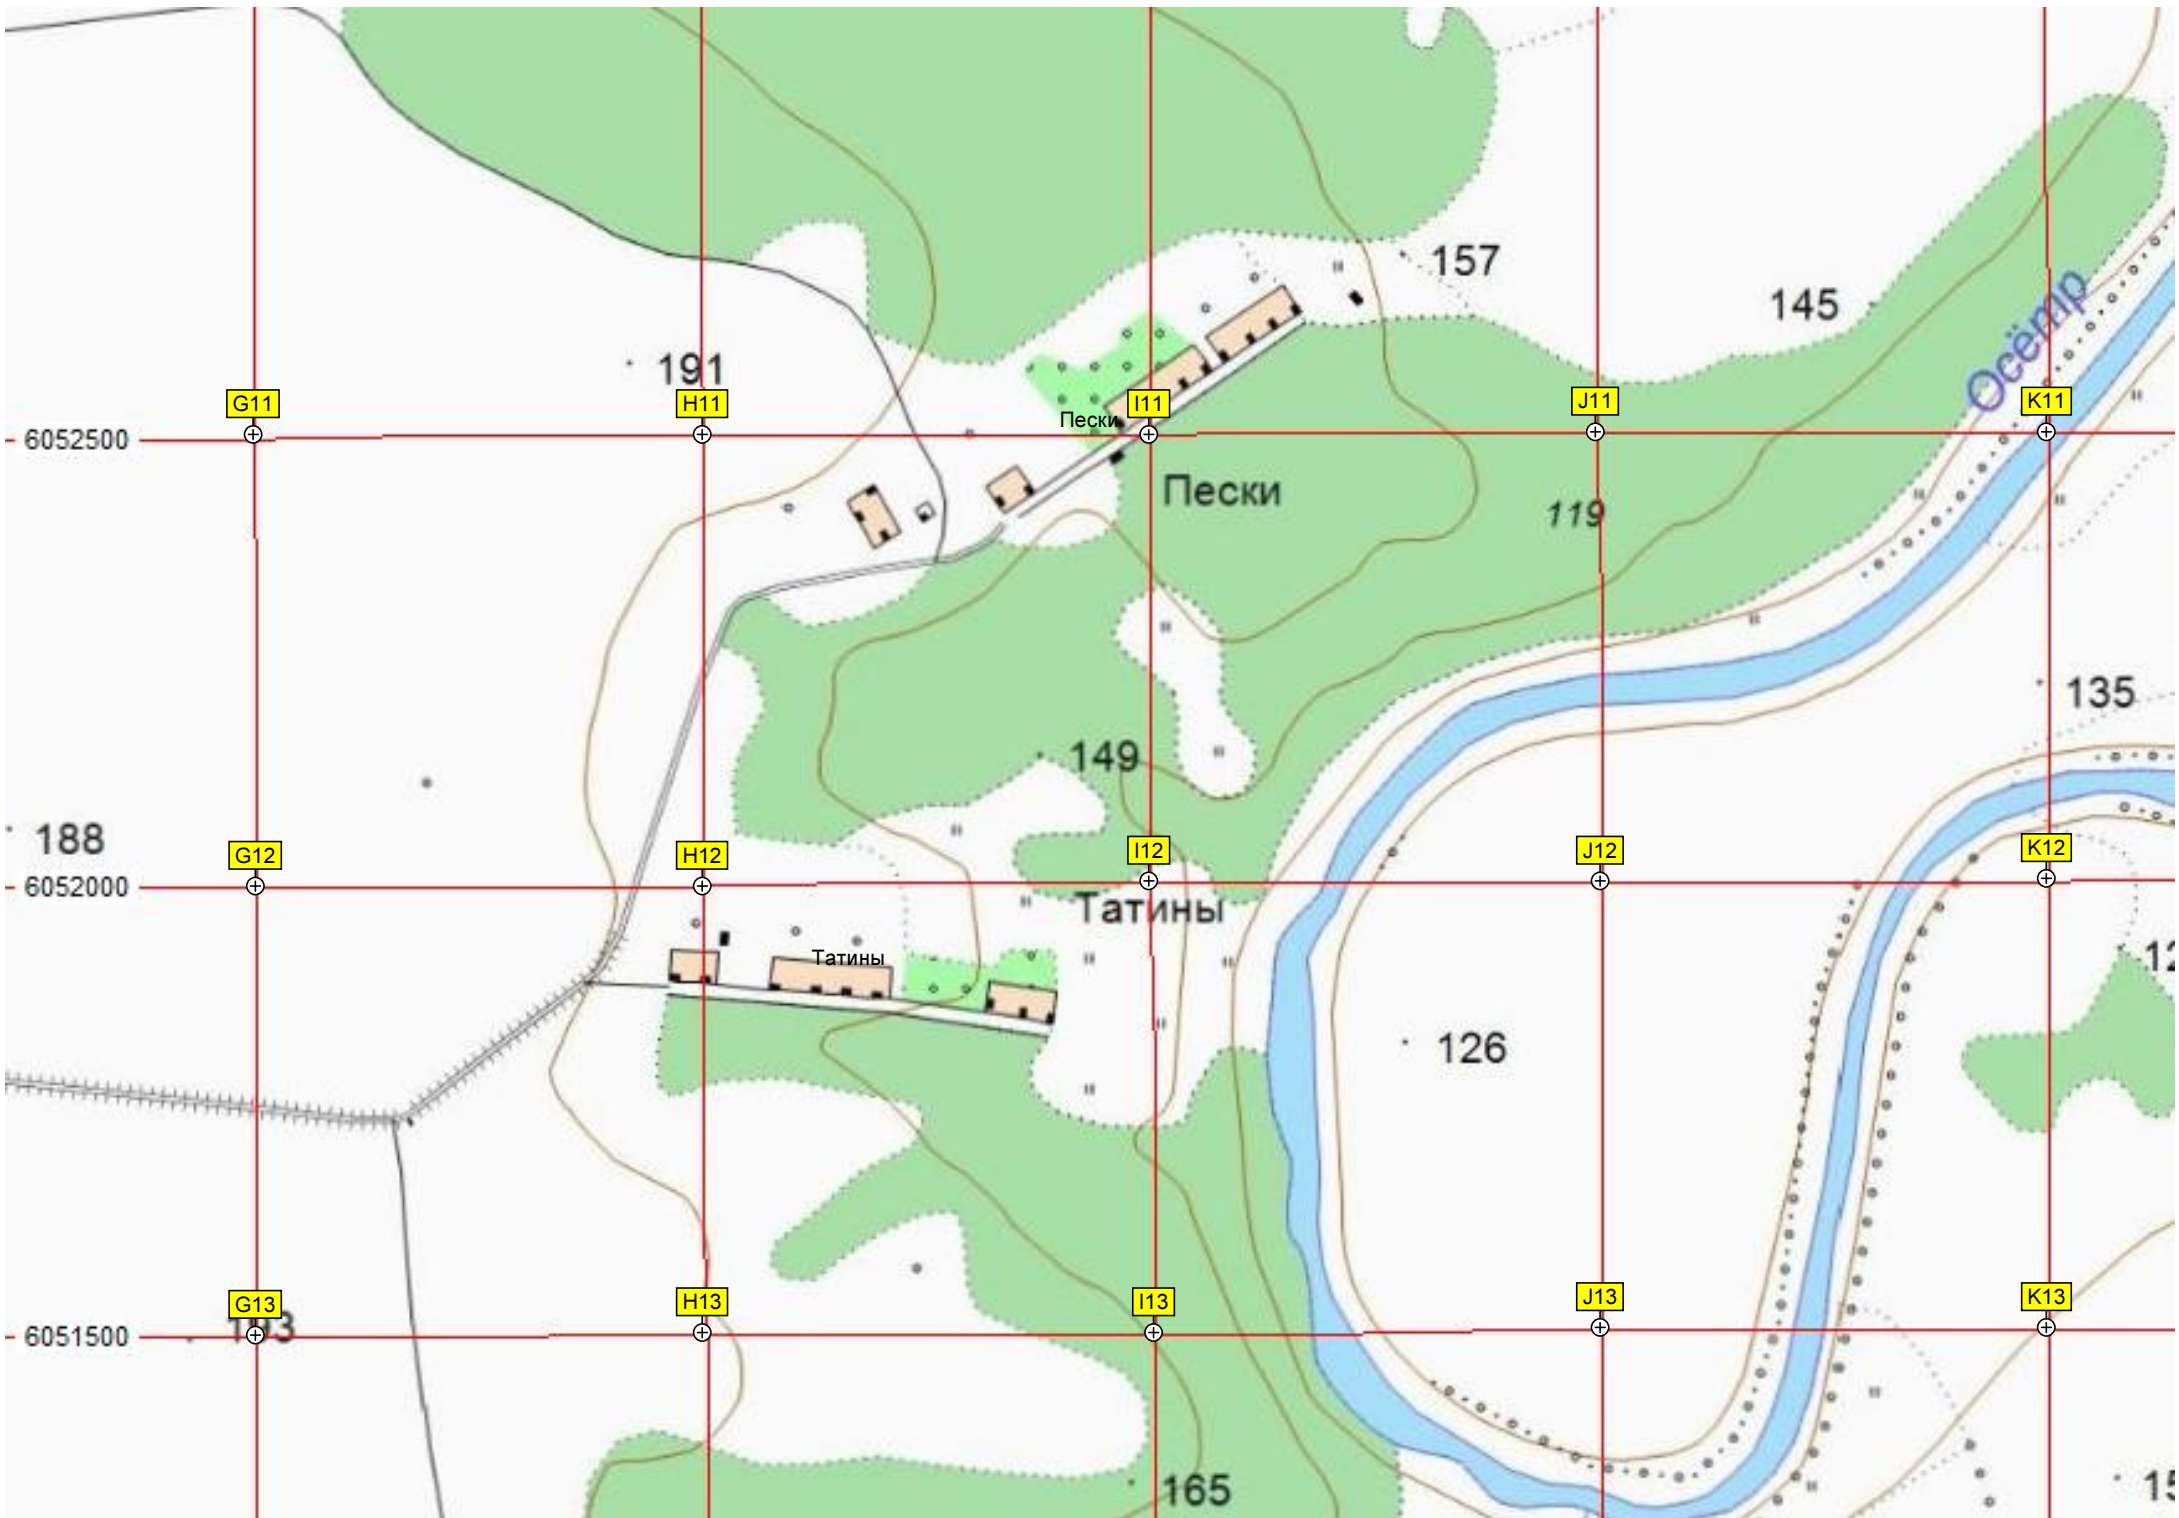 157
145
Осётр
191
G11
H11
I11
J11
K11
Пески
6052500
Пески
119
135
149
188
G12
H12
I12
J12
K12
6052000
Татины
Татины
126
G13
H13
I13
J13
K13
193
6051500
165